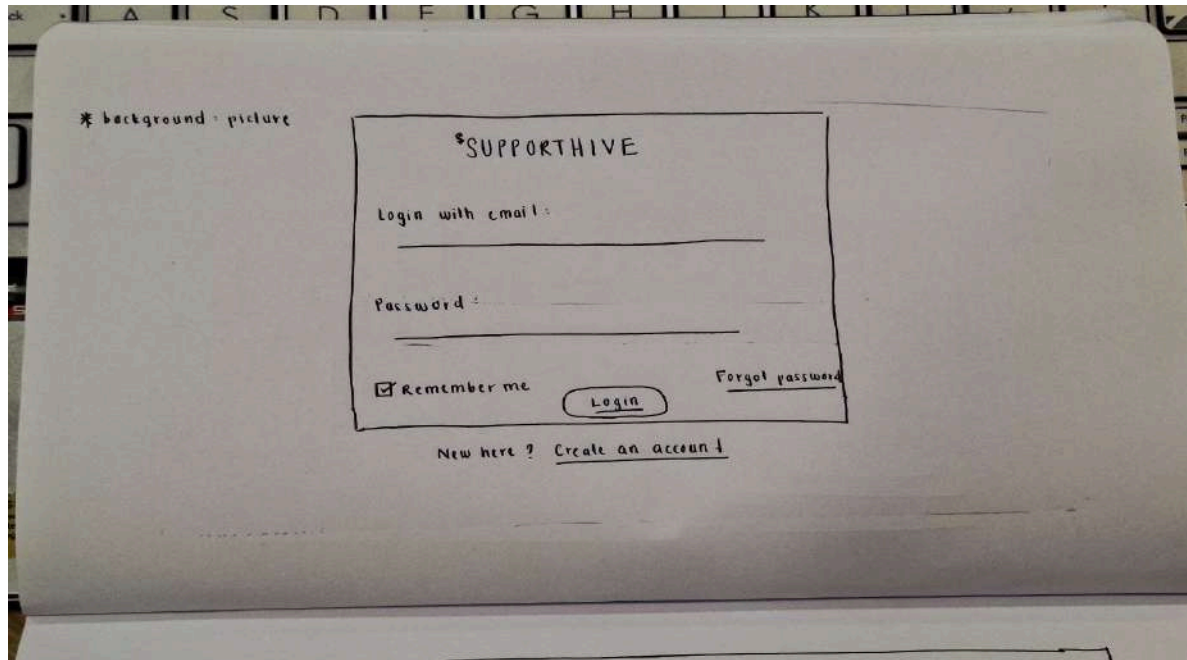 A S D F G H J K L
* background : picture
$SUPPORTHIVE
Login with email :
Password :
Remember me
Forgot password
Login
New here ? Create an account